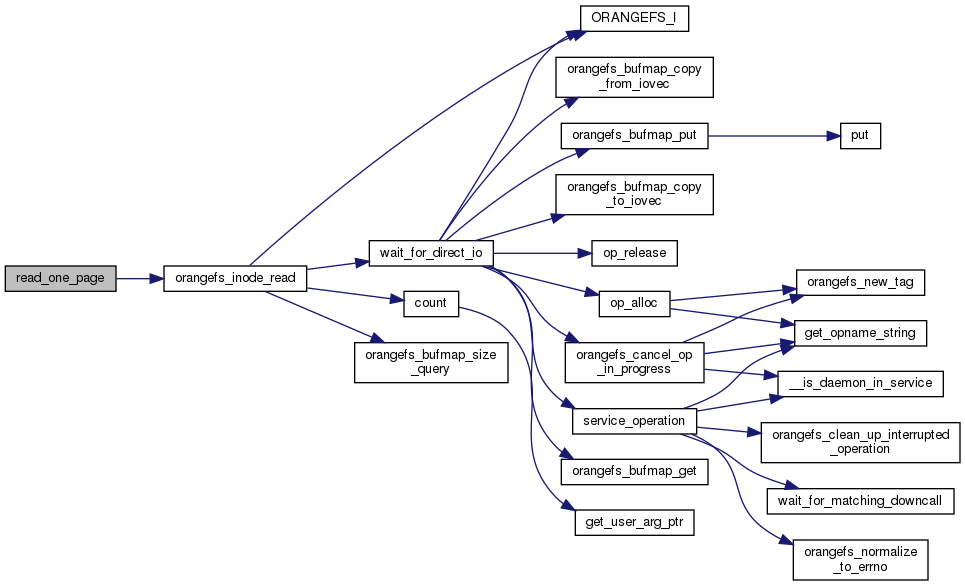 ORANGEFS_I
orangefs_bufmap_copy
_from_iovec
orangefs_bufmap_put
put
orangefs_bufmap_copy
_to_iovec
wait_for_direct_io
op_release
read_one_page
orangefs_inode_read
orangefs_new_tag
count
op_alloc
get_opname_string
orangefs_bufmap_size
_query
orangefs_cancel_op
_in_progress
__is_daemon_in_service
service_operation
orangefs_clean_up_interrupted
_operation
orangefs_bufmap_get
wait_for_matching_downcall
get_user_arg_ptr
orangefs_normalize
_to_errno